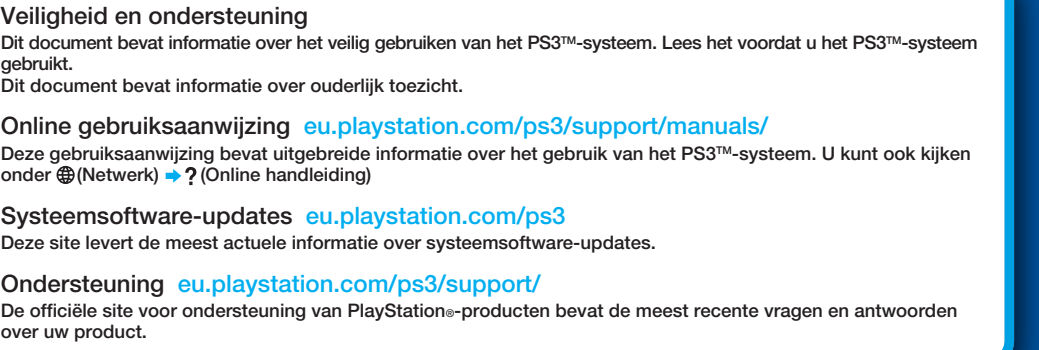 Veiligheid en ondersteuning
Dit document bevat informatie over het veilig gebruiken van het PS3™-systeem. Lees het voordat u het PS3™-systeem
gebruikt.
Dit document bevat informatie over ouderlijk toezicht.
Online gebruiksaanwijzing eu.playstation.com/ps3/support/manuals/
Deze gebruiksaanwijzing bevat uitgebreide informatie over het gebruik van het PS3™-systeem. U kunt ook kijken
onder (Netwerk) ➔ ? (Online handleiding)
Systeemsoftware-updates eu.playstation.com/ps3
Deze site levert de meest actuele informatie over systeemsoftware-updates.
Ondersteuning eu.playstation.com/ps3/support/
De officiële site voor ondersteuning van PlayStation®-producten bevat de meest recente vragen en antwoorden
over uw product.